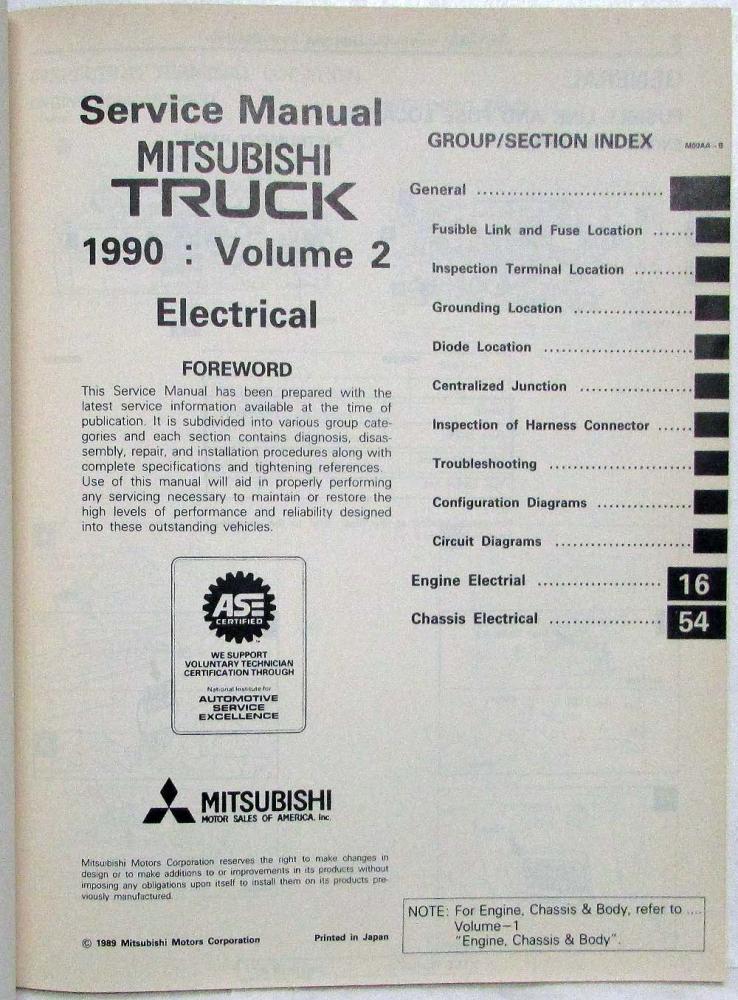 Service Manual
MITSUBISHI
TRUCK
1990 : Volume 2
Electrical
FOREWORD
This Service Manual has been prepared with the
latest service information available at the time of
publication. It is subdivided into various group cate-
gories and each section contains diagnosis, disas-
sembly, repair, and installation procedures along with
complete specifications and tightening references.
Use of this manual will aid in properly performing
any servicing necessary to maintain or restore the
high levels of performance and reliability designed
into these outstanding vehicles.
ASE
CERTIFIED
WE SUPPORT
VOLUNTARY TECHNICIAN
CERTIFICATION THROUGH
National Institute for
AUTOMOTIVE
SERVICE
EXCELLENCE
MITSUBISHI
MOTOR SALES OF AMERICA, Inc.
Mitsubishi Motors Corporation reserves the right to make changes in
design or to make additions to or improvements in its products without
imposing any obligations upon itself to install them on its products pre-
viously manufactured.
© 1989 Mitsubishi Motors Corporation Printed in Japan
GROUP/SECTION INDEX M00AA - B
General ..............................
Fusible Link and Fuse Location .......
Inspection Terminal Location ..........
Grounding Location ....................
Diode Location .........................
Centralized Junction ...................
Inspection of Harness Connector ......
Troubleshooting ........................
Configuration Diagrams ................
Circuit Diagrams .......................
Engine Electrial .................... 16
Chassis Electrical .................. 54
NOTE: For Engine, Chassis & Body, refer to ....
Volume-1
"Engine, Chassis & Body".